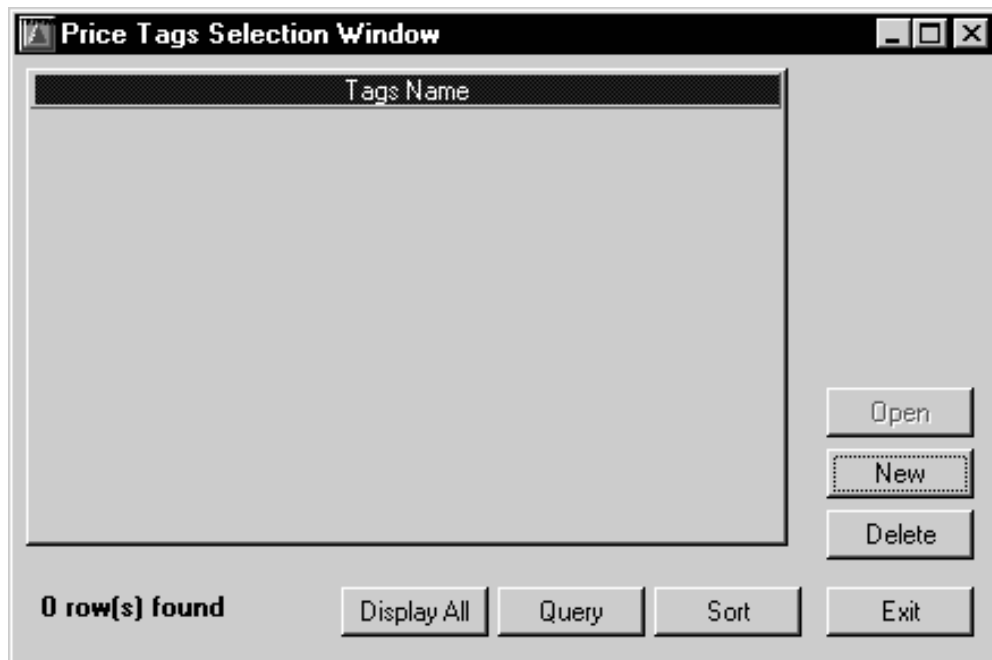 Price Tags Selection Window
Tags Name
Open
New
Delete
0 row(s) found
Display All
Query
Sort
Exit